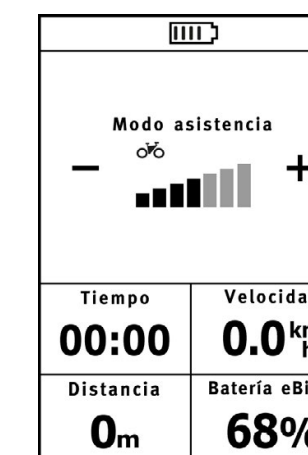 Modo asistencia
− +
Tiempo Velocida
00:00 0.0 k
h
Distancia Batería eBi
0m 68%